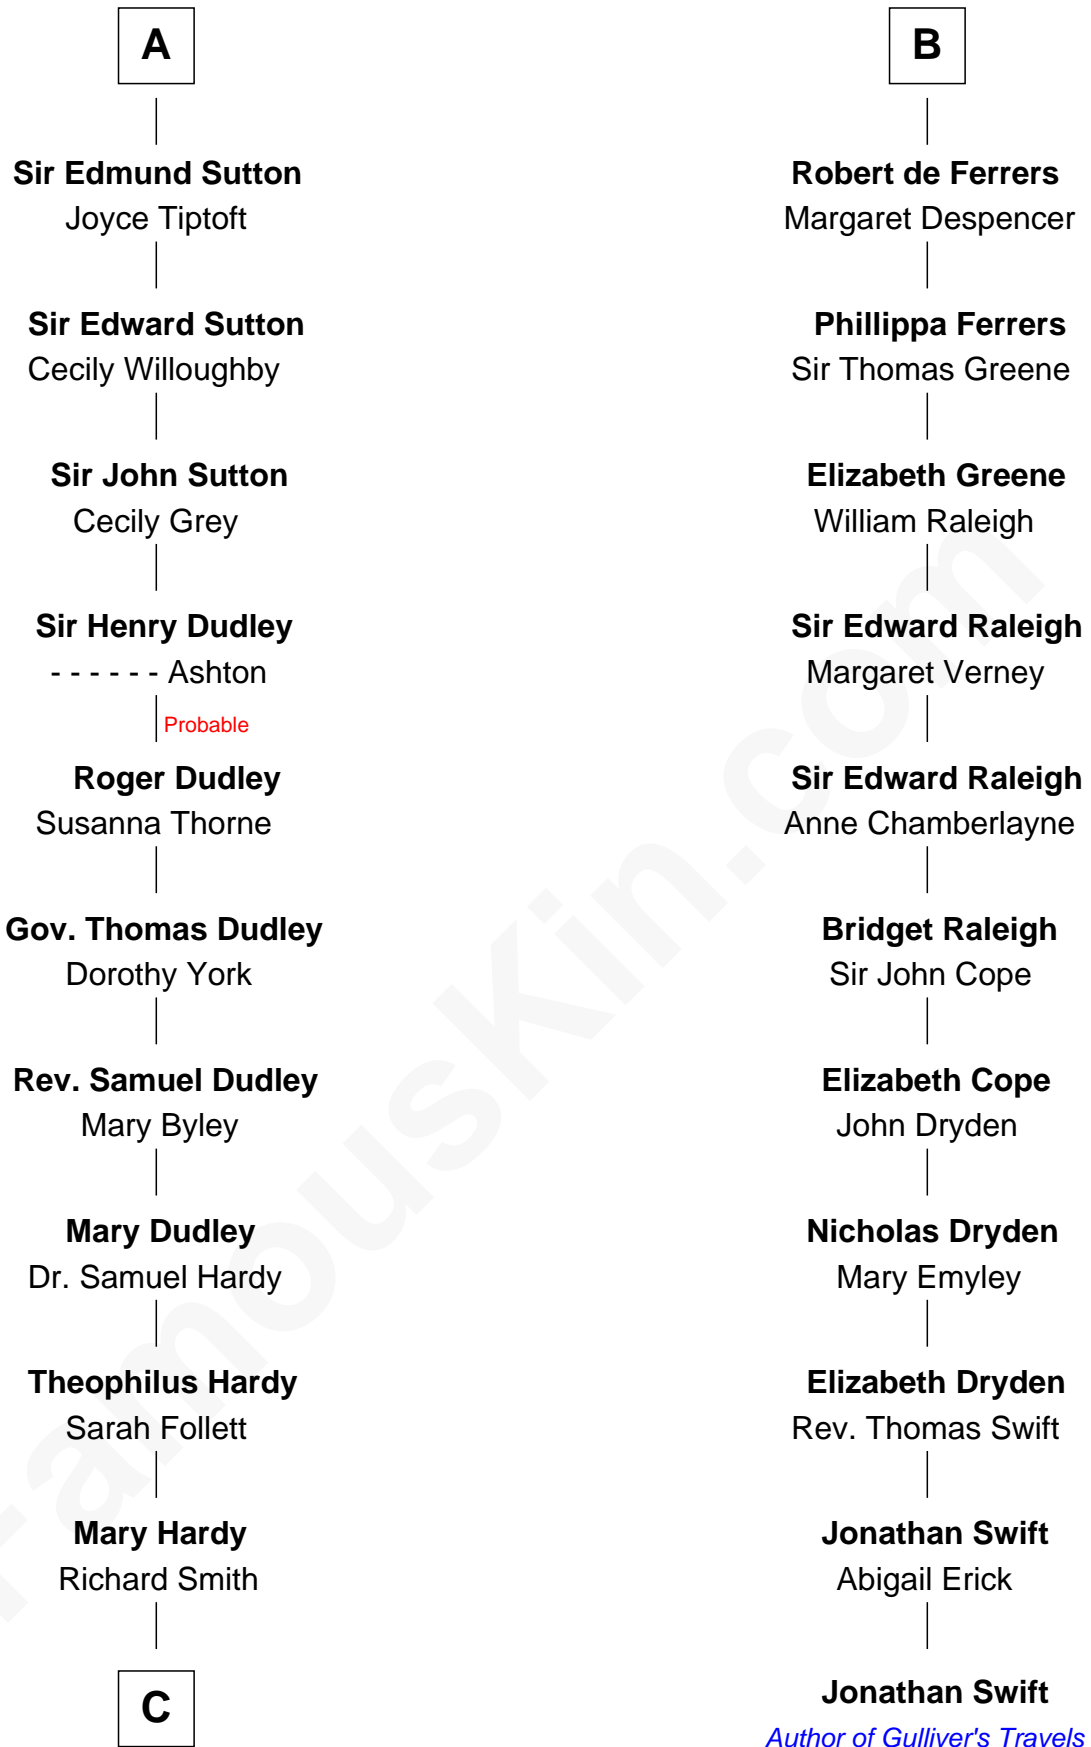 A
Sir Edmund Sutton
Joyce Tiptoft
Sir Edward Sutton
Cecily Willoughby
Sir John Sutton
Cecily Grey
Sir Henry Dudley
- - - - - - Ashton
Probable
Roger Dudley
Susanna Thorne
Gov. Thomas Dudley
Dorothy York
Rev. Samuel Dudley
Mary Byley
Mary Dudley
Dr. Samuel Hardy
Theophilus Hardy
Sarah Follett
Mary Hardy
Richard Smith
C
B
Robert de Ferrers
Margaret Despencer
Phillippa Ferrers
Sir Thomas Greene
Elizabeth Greene
William Raleigh
Sir Edward Raleigh
Margaret Verney
Sir Edward Raleigh
Anne Chamberlayne
Bridget Raleigh
Sir John Cope
Elizabeth Cope
John Dryden
Nicholas Dryden
Mary Emyley
Elizabeth Dryden
Rev. Thomas Swift
Jonathan Swift
Abigail Erick
Jonathan Swift
Author of Gulliver's Travels
FamousKin.com